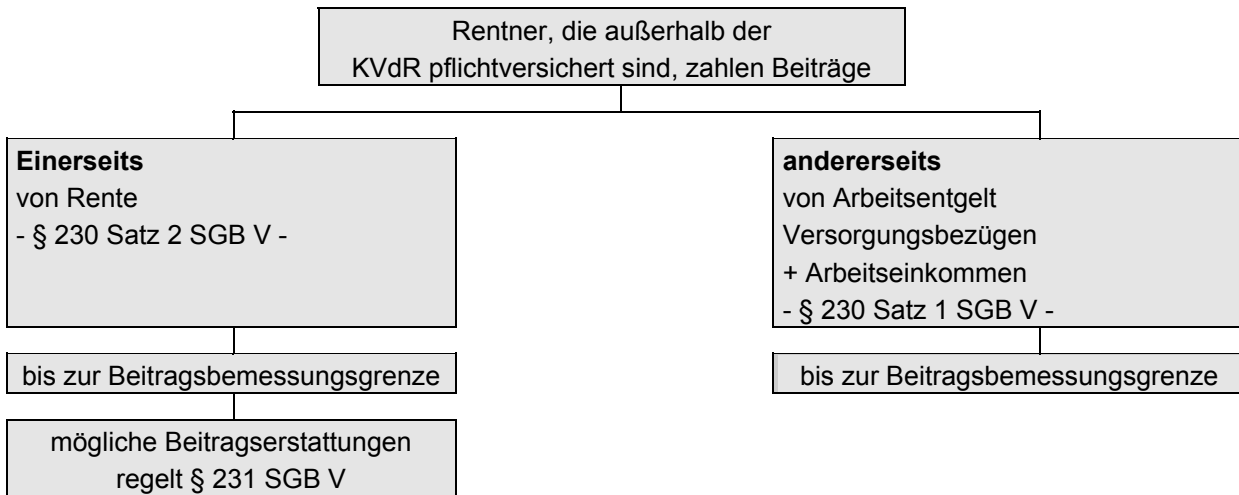 Rentner, die außerhalb der
KVdR pflichtversichert sind, zahlen Beiträge
Einerseits
von Rente
- § 230 Satz 2 SGB V -
andererseits
von Arbeitsentgelt
Versorgungsbezügen
+ Arbeitseinkommen
- § 230 Satz 1 SGB V -
bis zur Beitragsbemessungsgrenze
bis zur Beitragsbemessungsgrenze
mögliche Beitragserstattungen
regelt § 231 SGB V